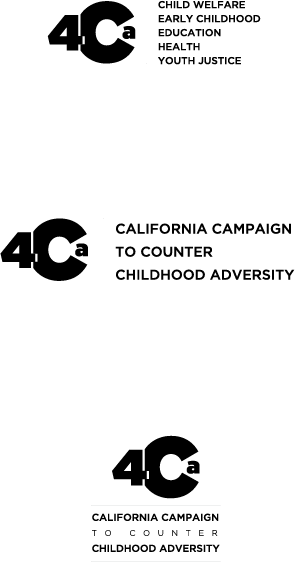 4Ca
CHILD WELFARE
EARLY CHILDHOOD
EDUCATION
HEALTH
YOUTH JUSTICE
4Ca
CALIFORNIA CAMPAIGN
TO COUNTER
CHILDHOOD ADVERSITY
4Ca
CALIFORNIA CAMPAIGN
TO COUNTER
CHILDHOOD ADVERSITY